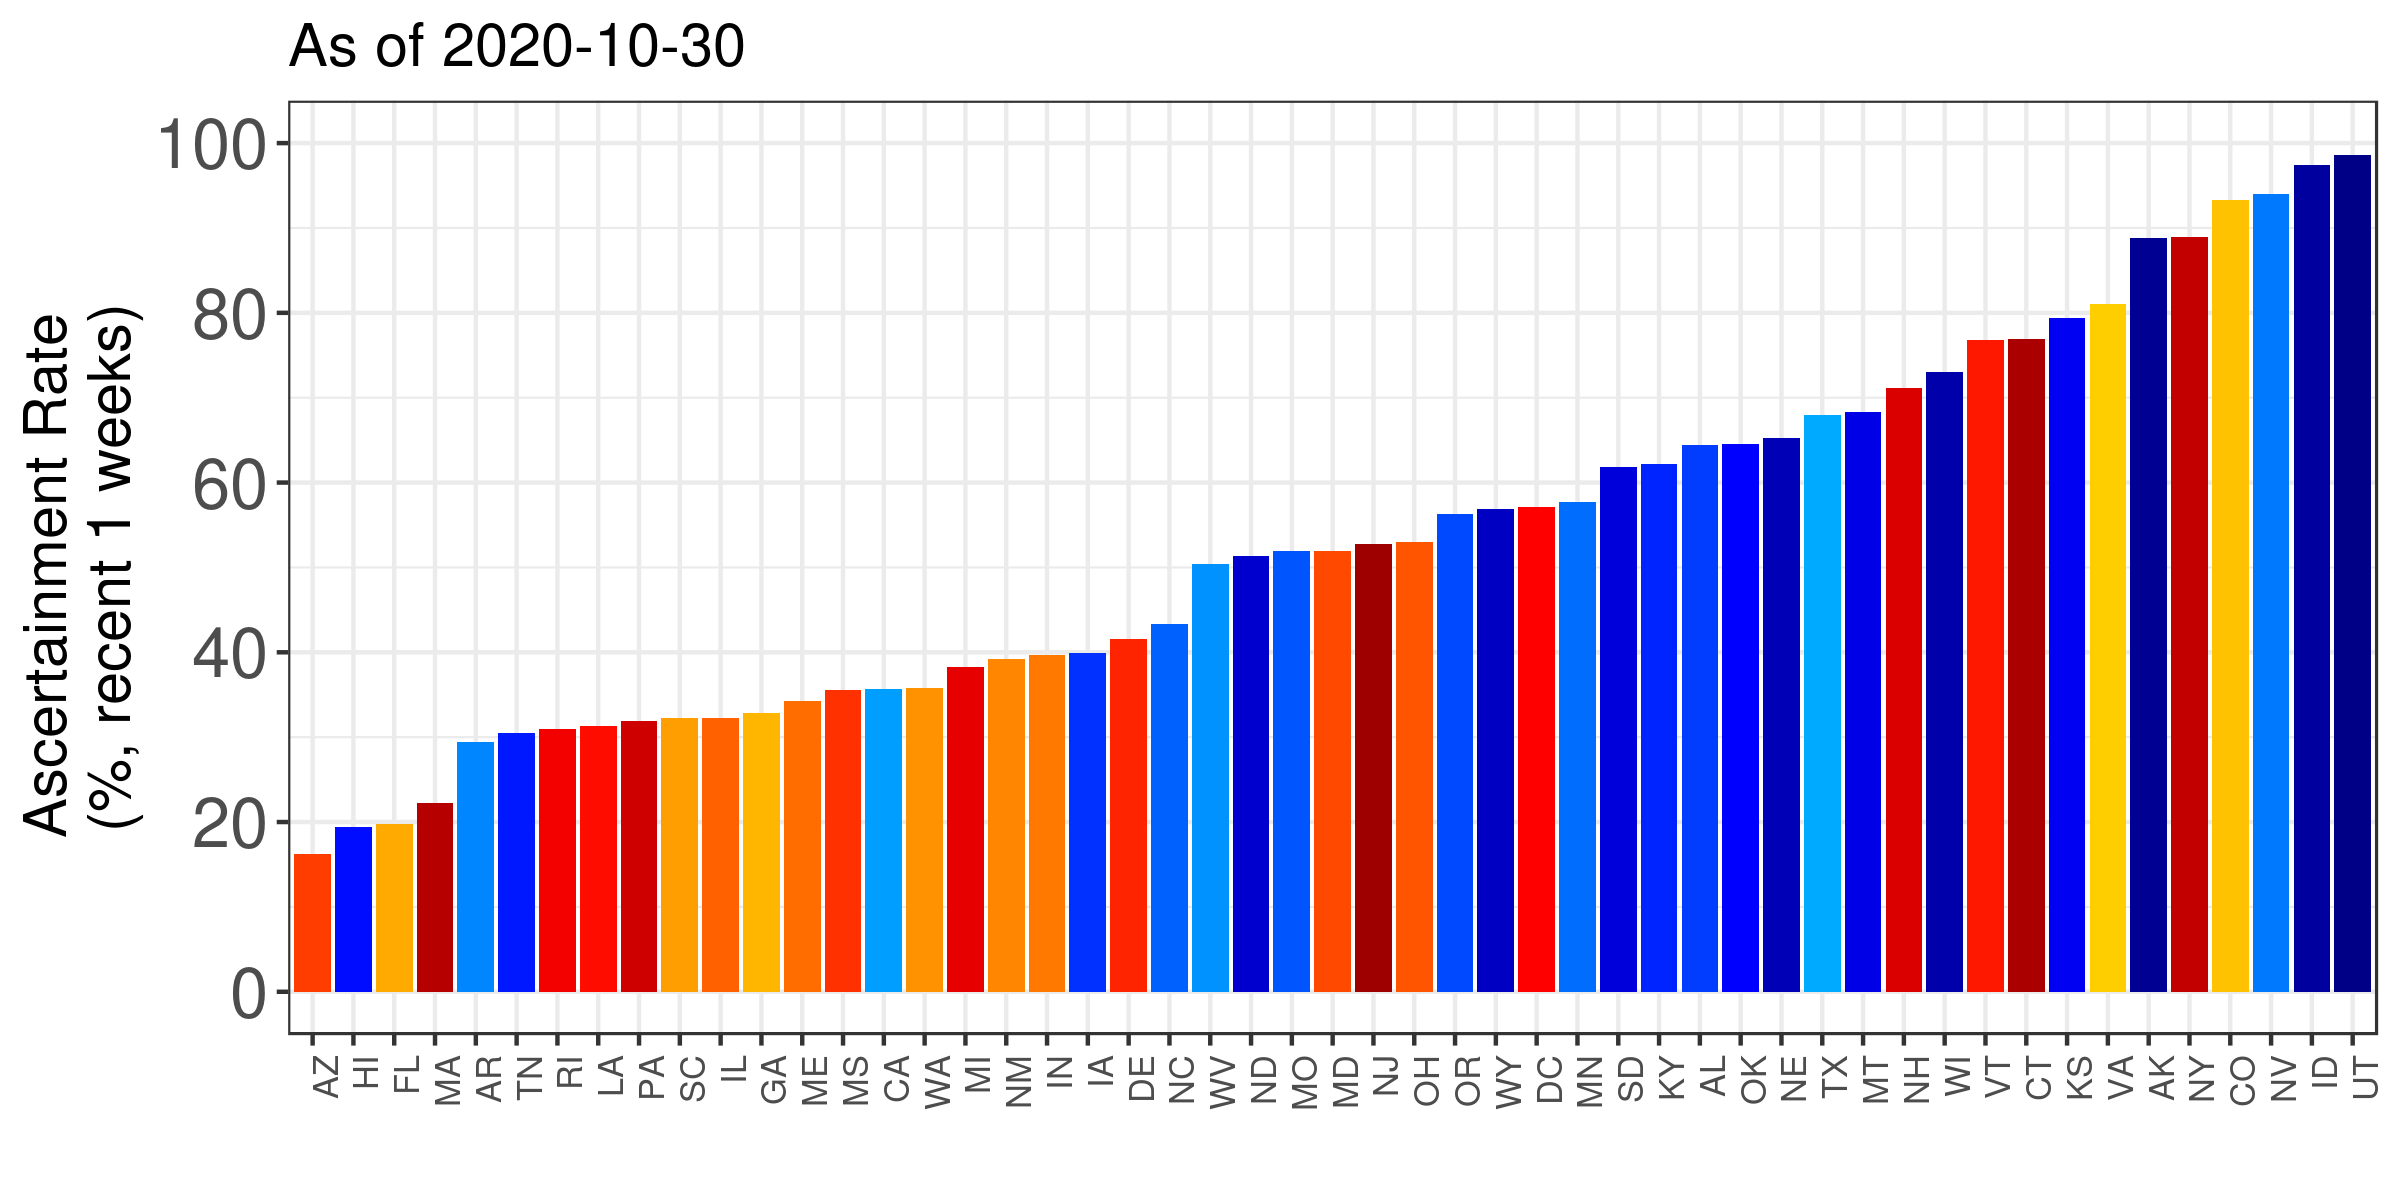 As of 2020-10-30
Ascertainment Rate
(%, recent 1 weeks)
100
80
60
40
20
0
AZ HI FL MA AR TN RI LA PA SC IL GA ME MS CA WA MI NM IN IA DE NC WV ND MO MD NJ OH OR WY DC MN SD KY AL OK NE TX MT NH WI VT CT KS VA AK NY CO NV ID UT